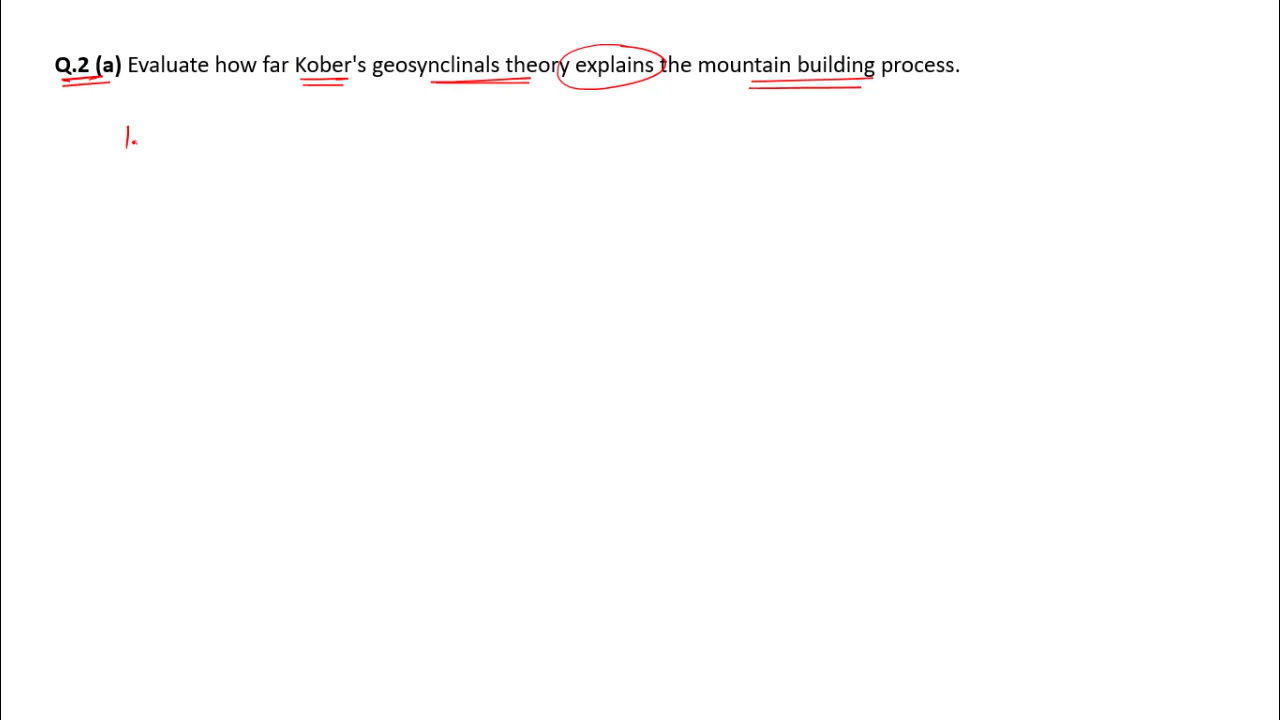 Q.2 (a) Evaluate how far Kober's geosynclinals theory explains the mountain building process.
1.